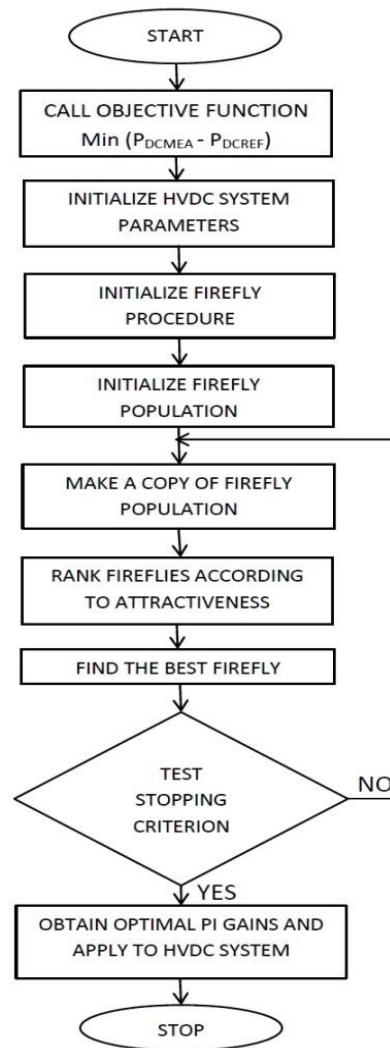 START
CALL OBJECTIVE FUNCTION
Min (PDCMEA - PDCREF)
INITIALIZE HVDC SYSTEM
PARAMETERS
INITIALIZE FIREFLY
PROCEDURE
INITIALIZE FIREFLY
POPULATION
MAKE A COPY OF FIREFLY
POPULATION
RANK FIREFLIES ACCORDING
TO ATTRACTIVENESS
FIND THE BEST FIREFLY
TEST
STOPPING
CRITERION
NO
YES
OBTAIN OPTIMAL PI GAINS AND
APPLY TO HVDC SYSTEM
STOP